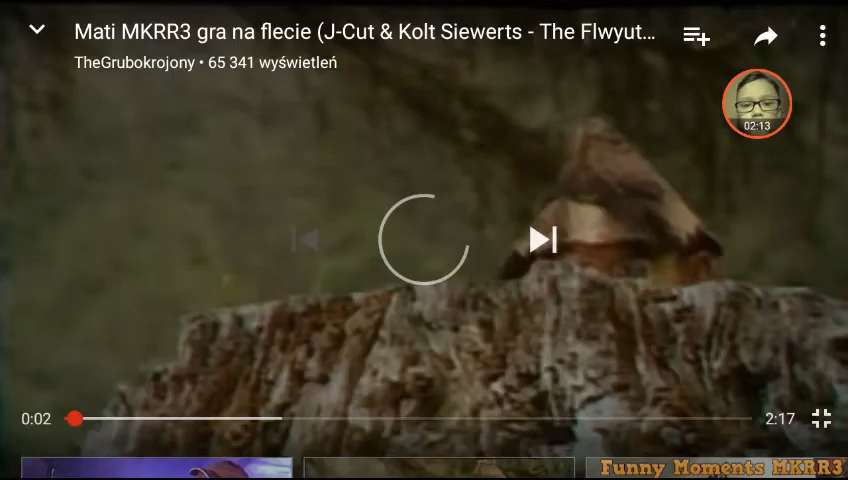 Mati MKRR3 gra na flecie (J-Cut & Kolt Siewerts - The Flwyut...
TheGrubokrojony • 65 341 wyświetleń
02:13
0:02
2:17
Funny Moments MKRR3